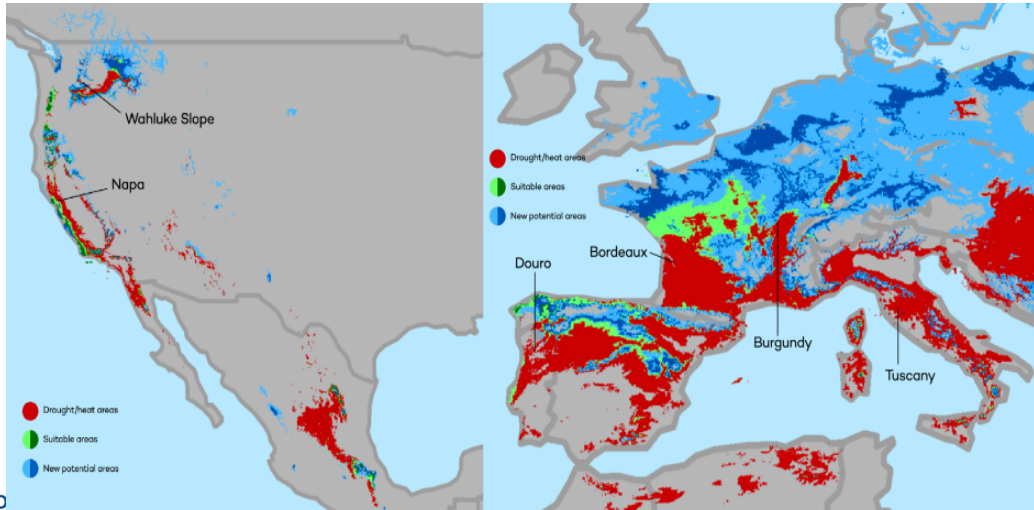 Wahluke Slope
Napa
Drought/heat areas
Suitable areas
New potential areas
Drought/heat areas
Suitable areas
New potential areas
Bordeaux
Douro
Burgundy
Tuscany